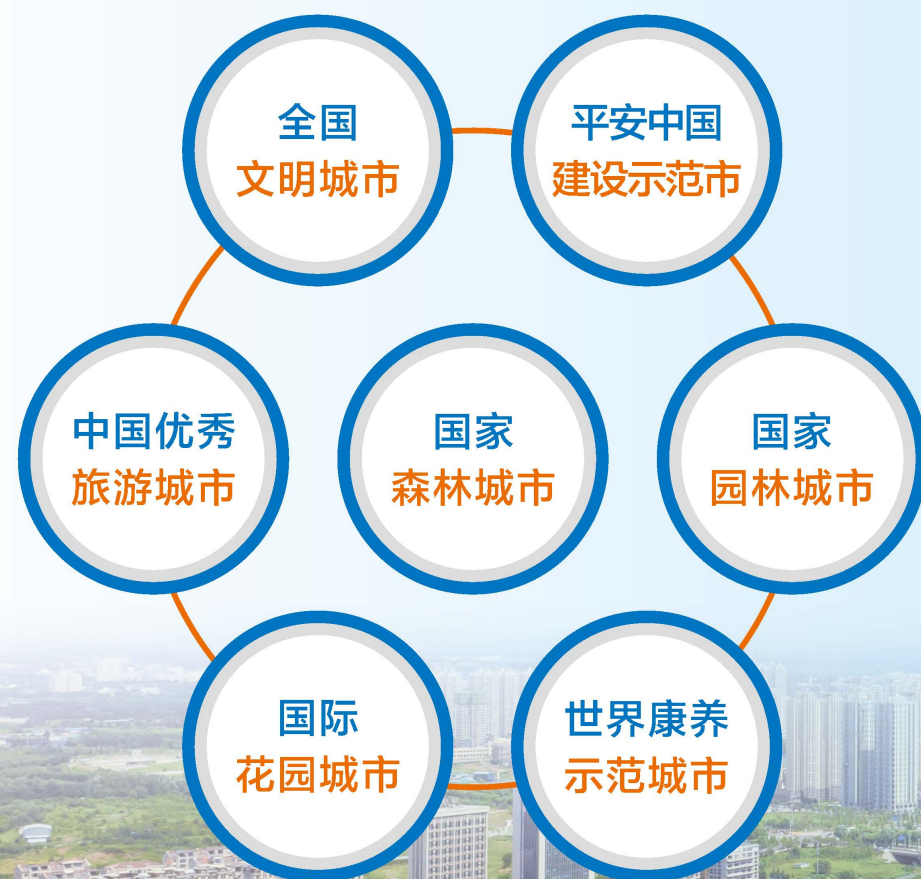 全国
文明城市
平安中国
建设示范市
中国优秀
旅游城市
国家
森林城市
国家
园林城市
国际
花园城市
世界康养
示范城市